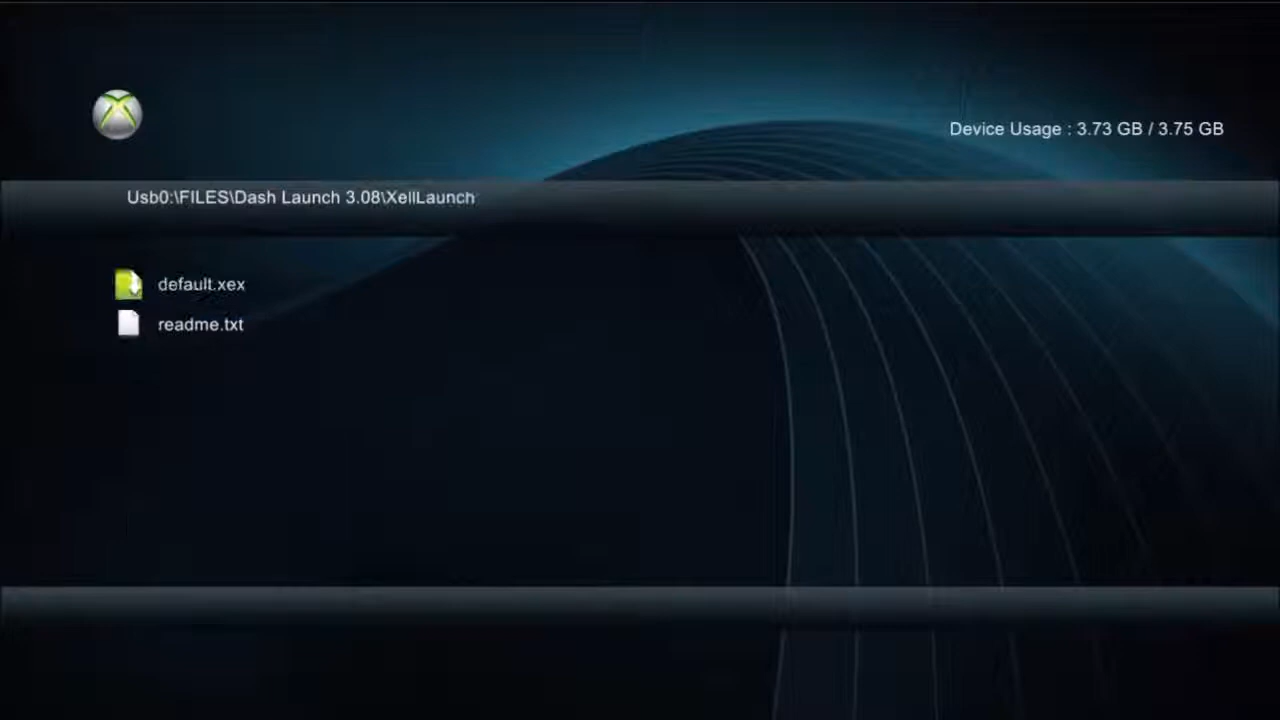 Device Usage : 3.73 GB / 3.75 GB
Usb0:\FILES\Dash Launch 3.08\XellLaunch
default.xex
readme.txt